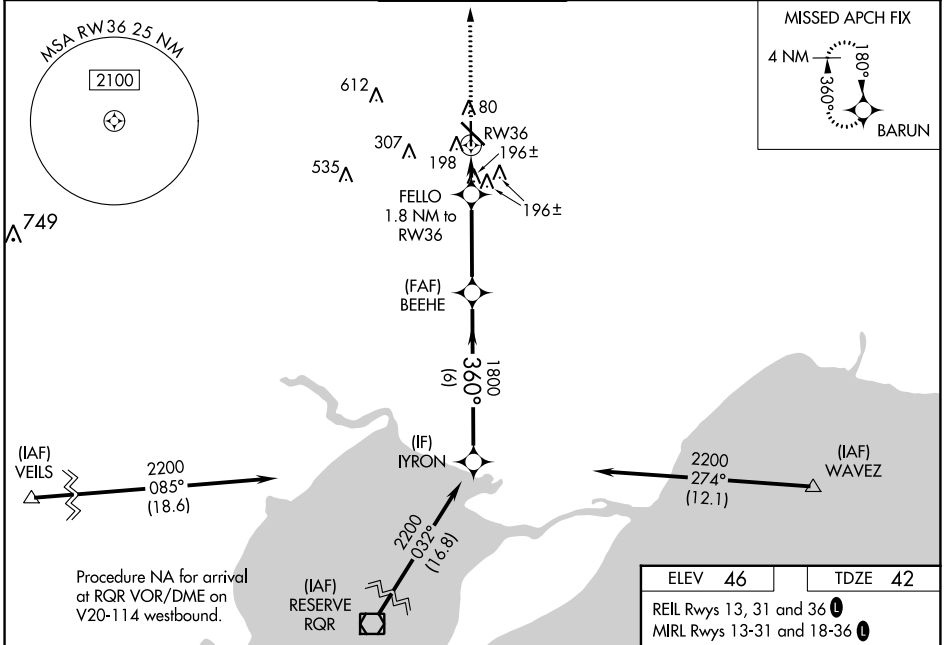 MSA RW36 25 NM
2100
MISSED APCH FIX
4 NM
180°
360°
BARUN
612
80
RW36
307
198
196±
535
FELLO
1.8 NM to
RW36
196±
749
(FAF)
BEEHE
1800
360°
(6)
(IF)
IYRON
(IAF)
VEILS
2200
085°
(18.6)
2200
274°
(12.1)
(IAF)
WAVEZ
2200
032°
(16.8)
Procedure NA for arrival
at RQR VOR/DME on
V20-114 westbound.
(IAF)
RESERVE
RQR
ELEV 46
TDZE 42
REIL Rwys 13, 31 and 36 L
MIRL Rwys 13-31 and 18-36 L